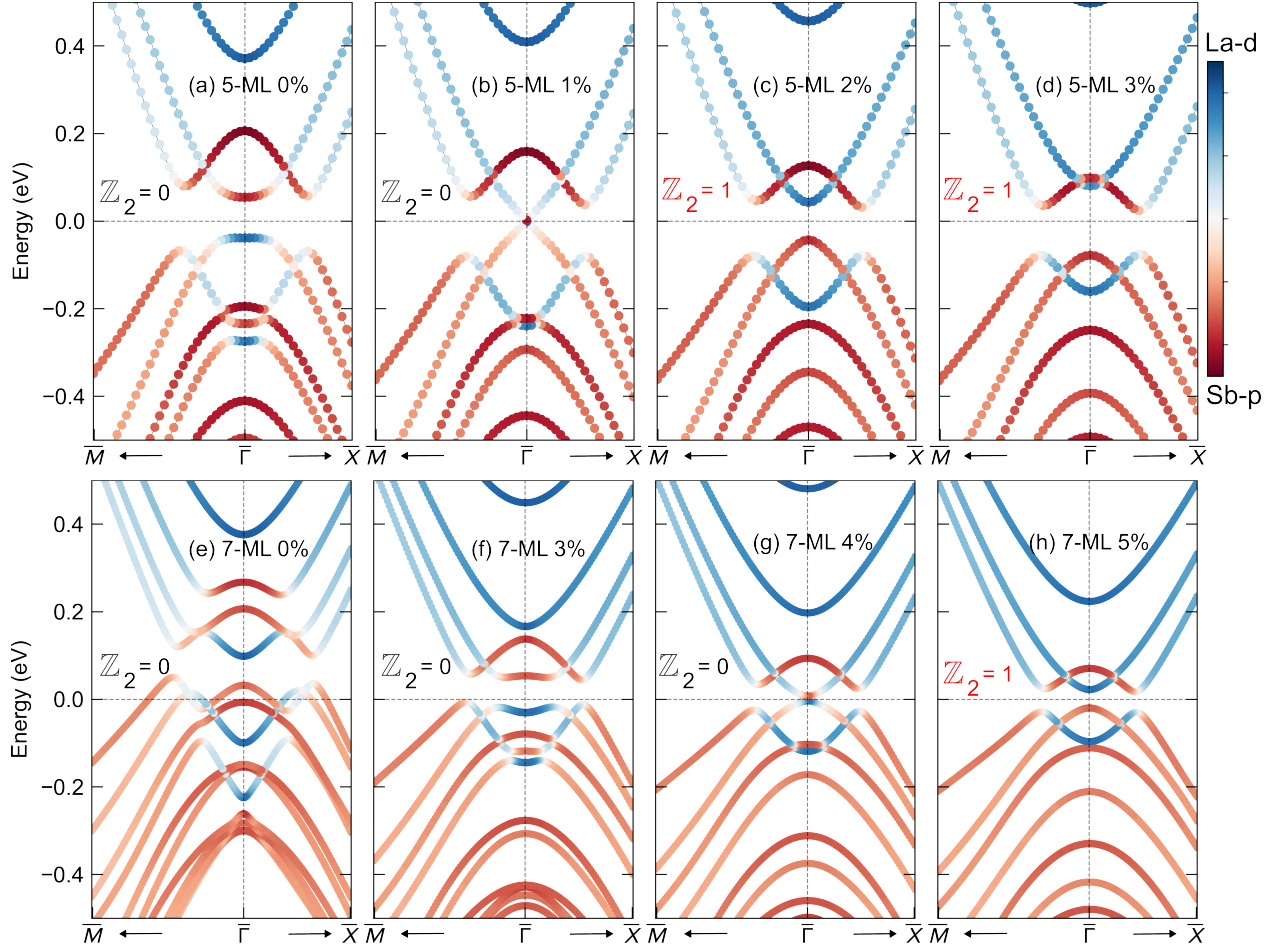 (a) 5-ML 0%
(b) 5-ML 1%
(c) 5-ML 2%
(d) 5-ML 3%
La-d
Sb-p
Energy (eV)
0.4
0.2
0.0
−0.2
−0.4
ℤ₂ = 0
ℤ₂ = 0
ℤ₂ = 1
ℤ₂ = 1
M̅ ← Γ̅ → X̅
M̅ ← Γ̅ → X̅
M̅ ← Γ̅ → X̅
M̅ ← Γ̅ → X̅
(e) 7-ML 0%
(f) 7-ML 3%
(g) 7-ML 4%
(h) 7-ML 5%
Energy (eV)
0.4
0.2
0.0
−0.2
−0.4
ℤ₂ = 0
ℤ₂ = 0
ℤ₂ = 0
ℤ₂ = 1
M̅ ← Γ̅ → X̅
M̅ ← Γ̅ → X̅
M̅ ← Γ̅ → X̅
M̅ ← Γ̅ → X̅